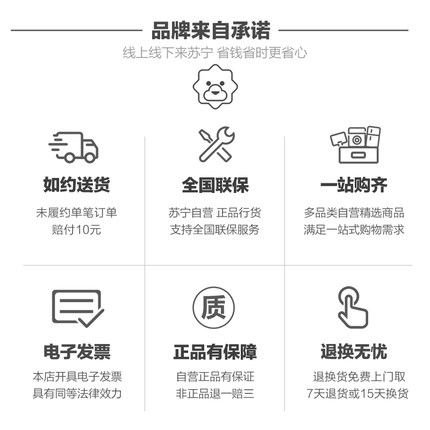 品牌来自承诺
线上线下来苏宁 省钱省时更省心
如约送货
未履约单笔订单
赔付10元
全国联保
苏宁自营 正品行货
支持全国联保服务
一站购齐
多品类自营精选商品
满足一站式购物需求
电子发票
本店开具电子发票
具有同等法律效力
质
正品有保障
自营正品有保证
非正品退一赔三
退换无忧
退换货免费上门取
7天退货或15天换货